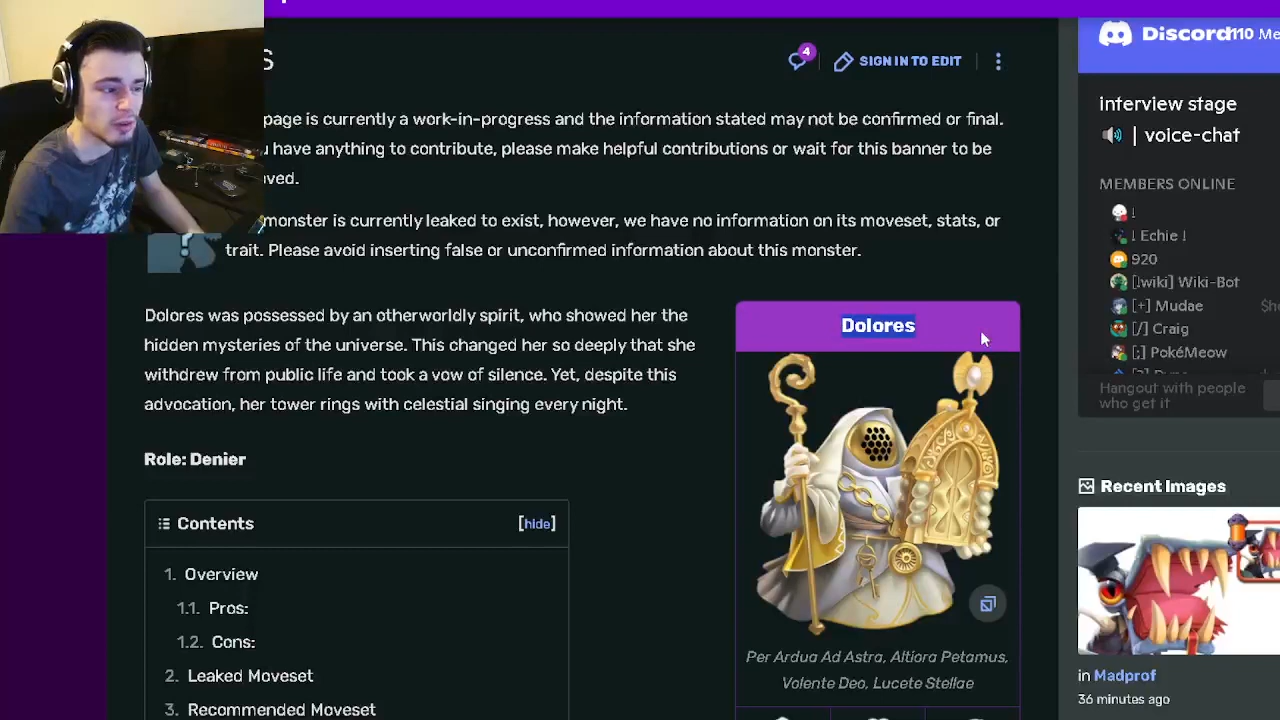 s
SIGN IN TO EDIT
4
page is currently a work-in-progress and the information stated may not be confirmed or final.
have anything to contribute, please make helpful contributions or wait for this banner to be
monster is currently leaked to exist, however, we have no information on its moveset, stats, or
trait. Please avoid inserting false or unconfirmed information about this monster.
Dolores was possessed by an otherworldly spirit, who showed her the
hidden mysteries of the universe. This changed her so deeply that she
withdrew from public life and took a vow of silence. Yet, despite this
advocation, her tower rings with celestial singing every night.
Role: Denier
Contents [hide]
1. Overview
1.1. Pros:
1.2. Cons:
2. Leaked Moveset
3. Recommended Moveset
Dolores
Per Ardua Ad Astra, Altiora Petamus,
Volente Deo, Lucete Stellae
Discord 110 Me
interview stage
| voice-chat
MEMBERS ONLINE
!
! Echie !
920
[!wiki] Wiki-Bot
[+] Mudae $h
[/] Craig
[;] PokéMeow
Hangout with people
who get it
Recent Images
in Madprof
36 minutes ago